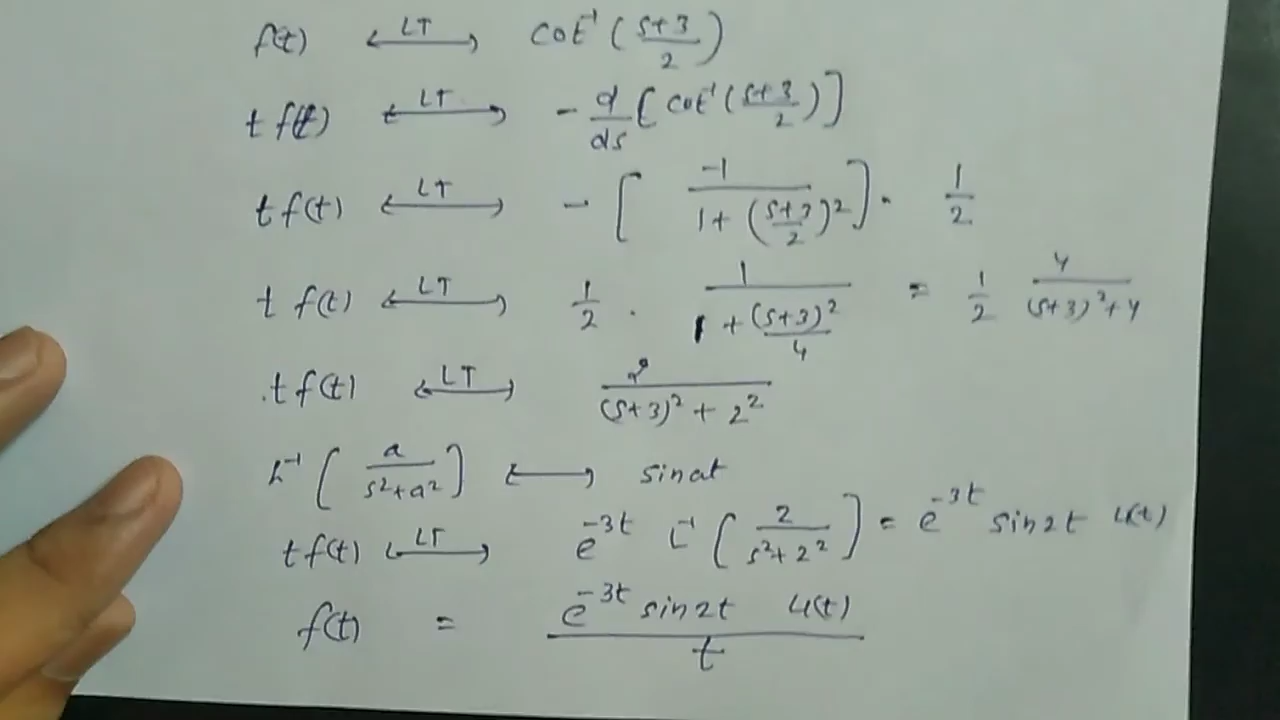 f(t) ←LT→ cot⁻¹ ( (s+3)/2 )
t f(t) ←LT→ - d/ds [ cot⁻¹ ( (s+3)/2 ) ]
t f(t) ←LT→ - [ -1 / ( 1 + ( (s+3)/2 )² ) ] . 1/2
t f(t) ←LT→ 1/2 . 1 / ( 1 + (s+3)²/4 ) = 1/2 4 / ( (s+3)² + 4 )
. t f(t) ←LT→ 2 / ( (s+3)² + 2² )
L⁻¹ [ a / ( s² + a² ) ] ←→ sin at
t f(t) ←LT→ e^(-3t) L⁻¹ [ 2 / ( s² + 2² ) ] = e^(-3t) sin 2t u(t)
f(t) = e^(-3t) sin 2t u(t) / t